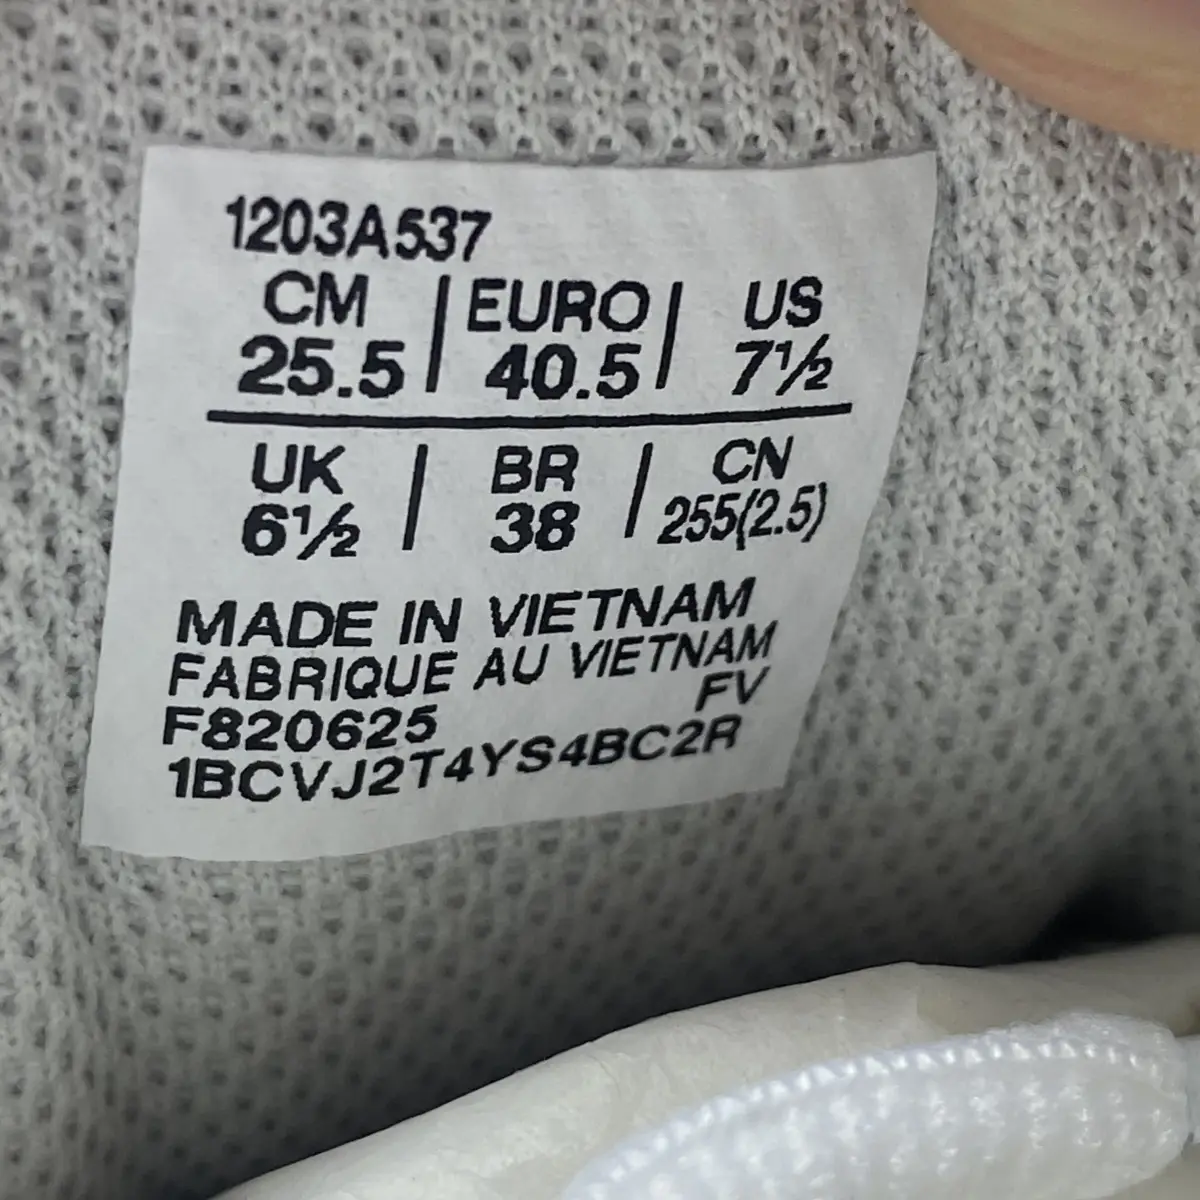 1203A537
CM | EURO | US
25.5 | 40.5 | 7½
UK | BR | CN
6½ | 38 | 255(2.5)
MADE IN VIETNAM
FABRIQUE AU VIETNAM
F820625 FV
1BCVJ2T4YS4BC2R